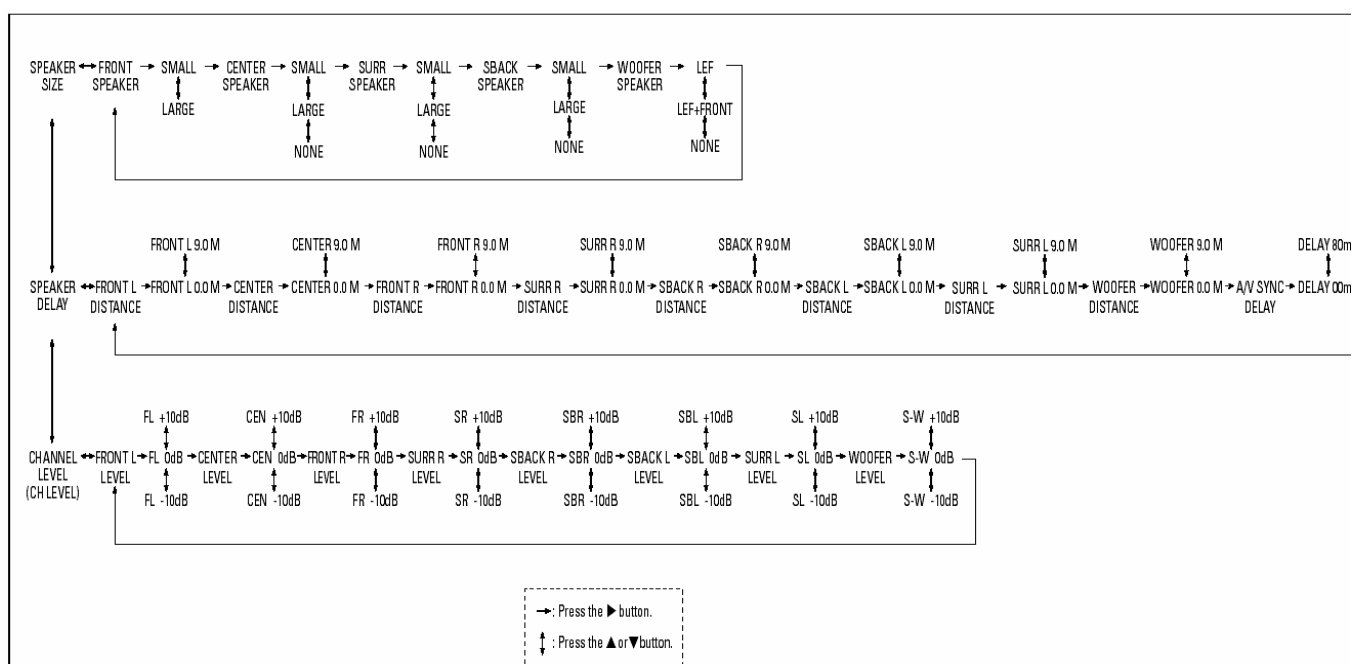 SPEAKER FRONT SMALL CENTER SMALL SURR SMALL SBACK SMALL WOOFER LEF
SIZE SPEAKER SPEAKER SPEAKER SPEAKER SPEAKER
LARGE LARGE LARGE LARGE LEF+FRONT
NONE NONE NONE NONE
FRONT L 9.0 M CENTER 9.0 M FRONT R 9.0 M SURR R 9.0 M SBACK R 9.0 M SBACK L 9.0 M SURR L 9.0 M WOOFER 9.0 M DELAY 80m
SPEAKER FRONT L FRONT L 0.0 M CENTER CENTER 0.0 M FRONT R FRONT R 0.0 M SURR R SURR R 0.0 M SBACK R SBACK R 0.0 M SBACK L SBACK L 0.0 M SURR L SURR L 0.0 M WOOFER WOOFER 0.0 M A/V SYNC DELAY 00m
DELAY DISTANCE DISTANCE DISTANCE DISTANCE DISTANCE DISTANCE DISTANCE DISTANCE DELAY
FL +10dB CEN +10dB FR +10dB SR +10dB SBR +10dB SBL +10dB SL +10dB S-W +10dB
CHANNEL FRONT L FL 0dB CENTER CEN 0dB FRONT R FR 0dB SURR R SR 0dB SBACK R SBR 0dB SBACK L SBL 0dB SURR L SL 0dB WOOFER S-W 0dB
LEVEL LEVEL LEVEL LEVEL LEVEL LEVEL LEVEL LEVEL LEVEL
(CH LEVEL) FL -10dB CEN -10dB FR -10dB SR -10dB SBR -10dB SBL -10dB SL -10dB S-W -10dB
→: Press the ▶ button.
↕ : Press the ▲ or ▼ button.